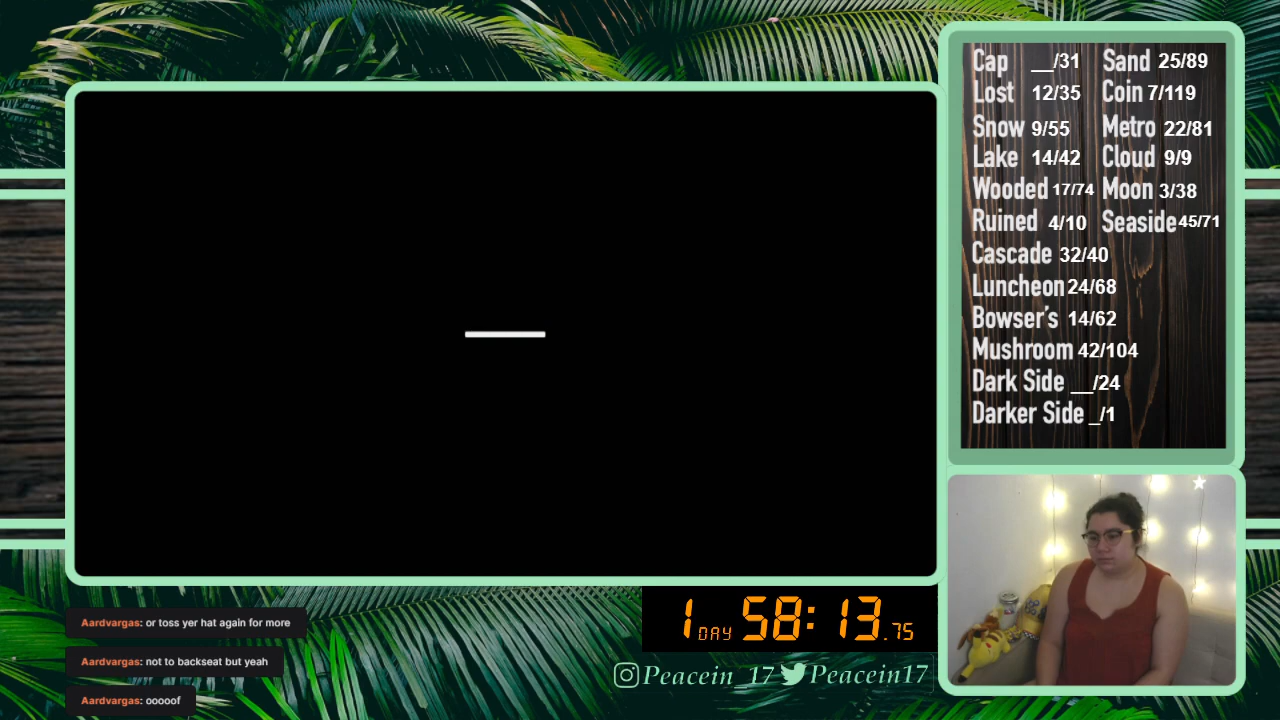 Cap __/31 Sand 25/89
Lost 12/35 Coin 7/119
Snow 9/55 Metro 22/81
Lake 14/42 Cloud 9/9
Wooded 17/74 Moon 3/38
Ruined 4/10 Seaside 45/71
Cascade 32/40
Luncheon 24/68
Bowser's 14/62
Mushroom 42/104
Dark Side __/24
Darker Side _/1
1 DAY 58:13.75
Peacein_17 Peacein17
Aardvargas: or toss yer hat again for more
Aardvargas: not to backseat but yeah
Aardvargas: ooooof